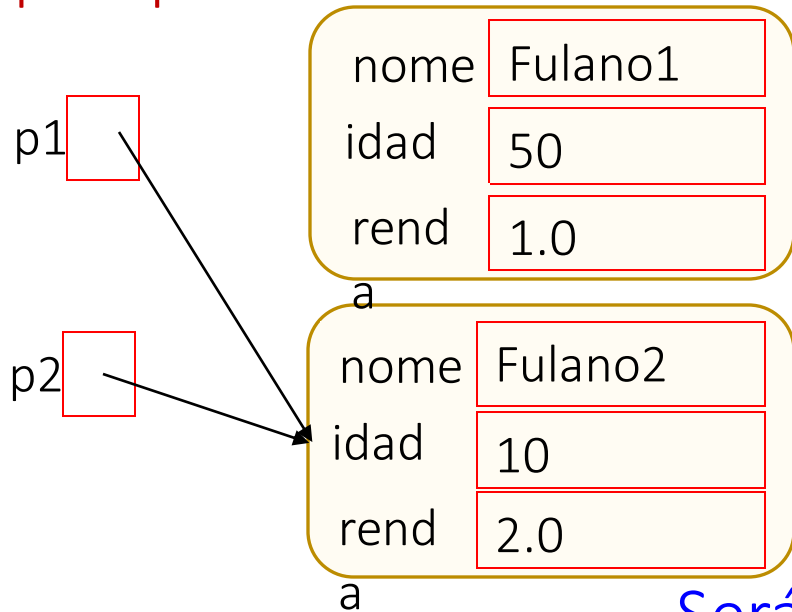 nome Fulano1
p1
idad 50
rend 1.0
a
p2
nome Fulano2
idad 10
rend 2.0
a